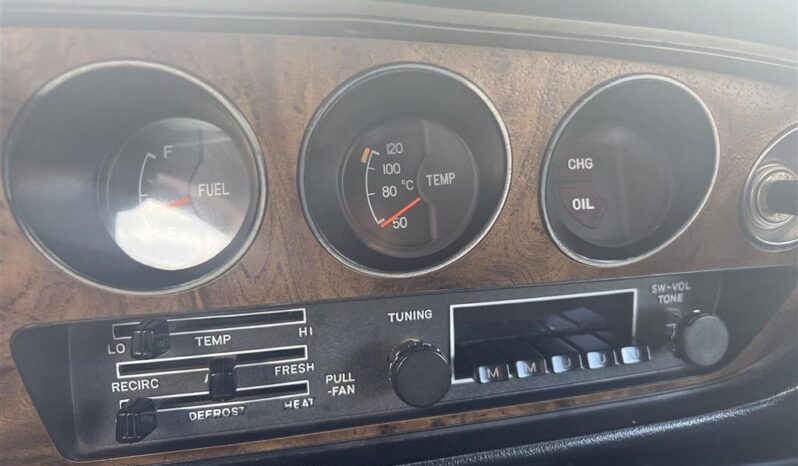 F
FUEL
E
120
100
80 °C
50
TEMP
CHG
OIL
LO TEMP HI
RECIRC FRESH
DEFROST HEAT
PULL
-FAN
TUNING
M M U U U
SW-VOL
TONE